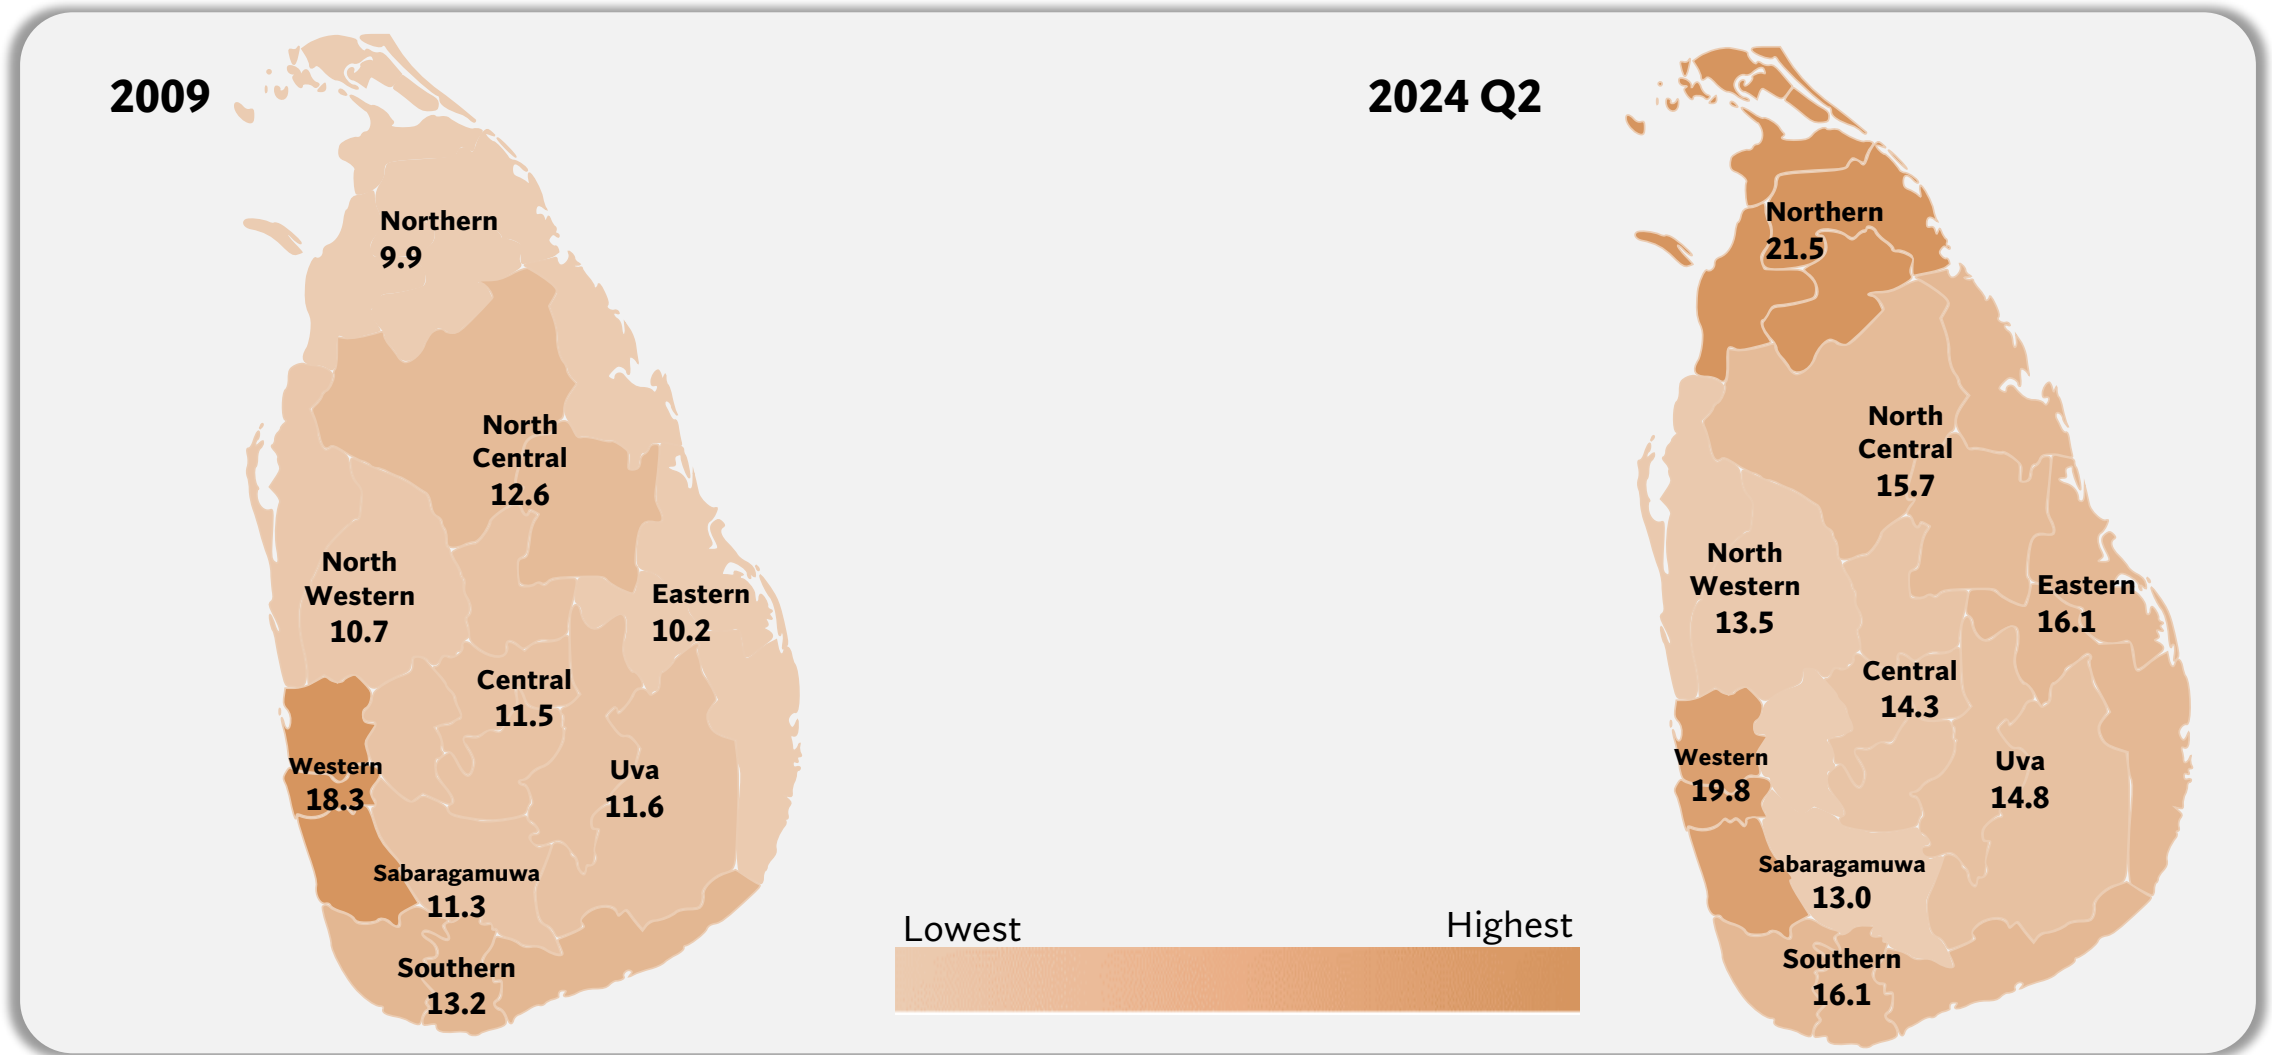 2009
Northern
9.9
North
Central
12.6
North
Western
10.7
Eastern
10.2
Central
11.5
Western
18.3
Uva
11.6
Sabaragamuwa
11.3
Southern
13.2
Lowest
Highest
2024 Q2
Northern
21.5
North
Central
15.7
North
Western
13.5
Eastern
16.1
Central
14.3
Western
19.8
Uva
14.8
Sabaragamuwa
13.0
Southern
16.1